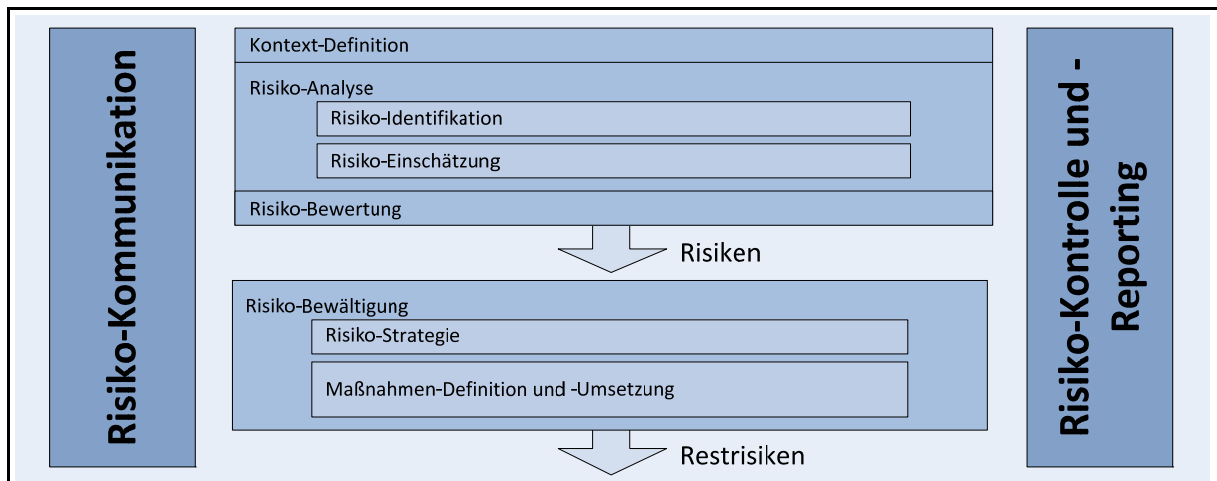 Risiko-Kommunikation
Kontext-Definition
Risiko-Analyse
Risiko-Identifikation
Risiko-Einschätzung
Risiko-Bewertung
Risiken
Risiko-Bewältigung
Risiko-Strategie
Maßnahmen-Definition und -Umsetzung
Restrisiken
Risiko-Kontrolle und -
Reporting